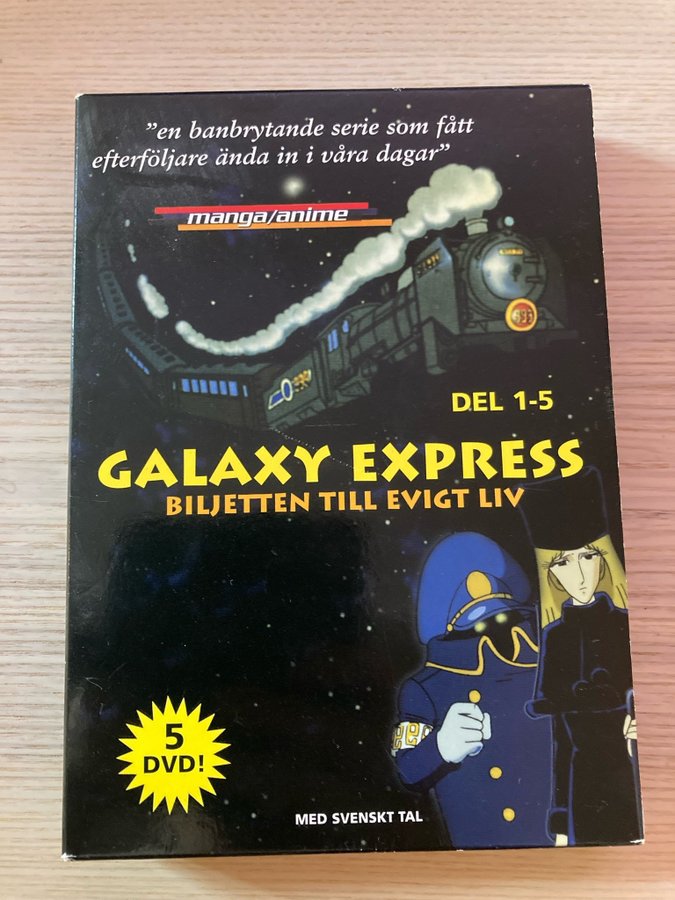 ”en banbrytande serie som fått
efterföljare ända in i våra dagar”
manga/anime
DEL 1-5
GALAXY EXPRESS
BILJETTEN TILL EVIGT LIV
5
DVD!
MED SVENSKT TAL